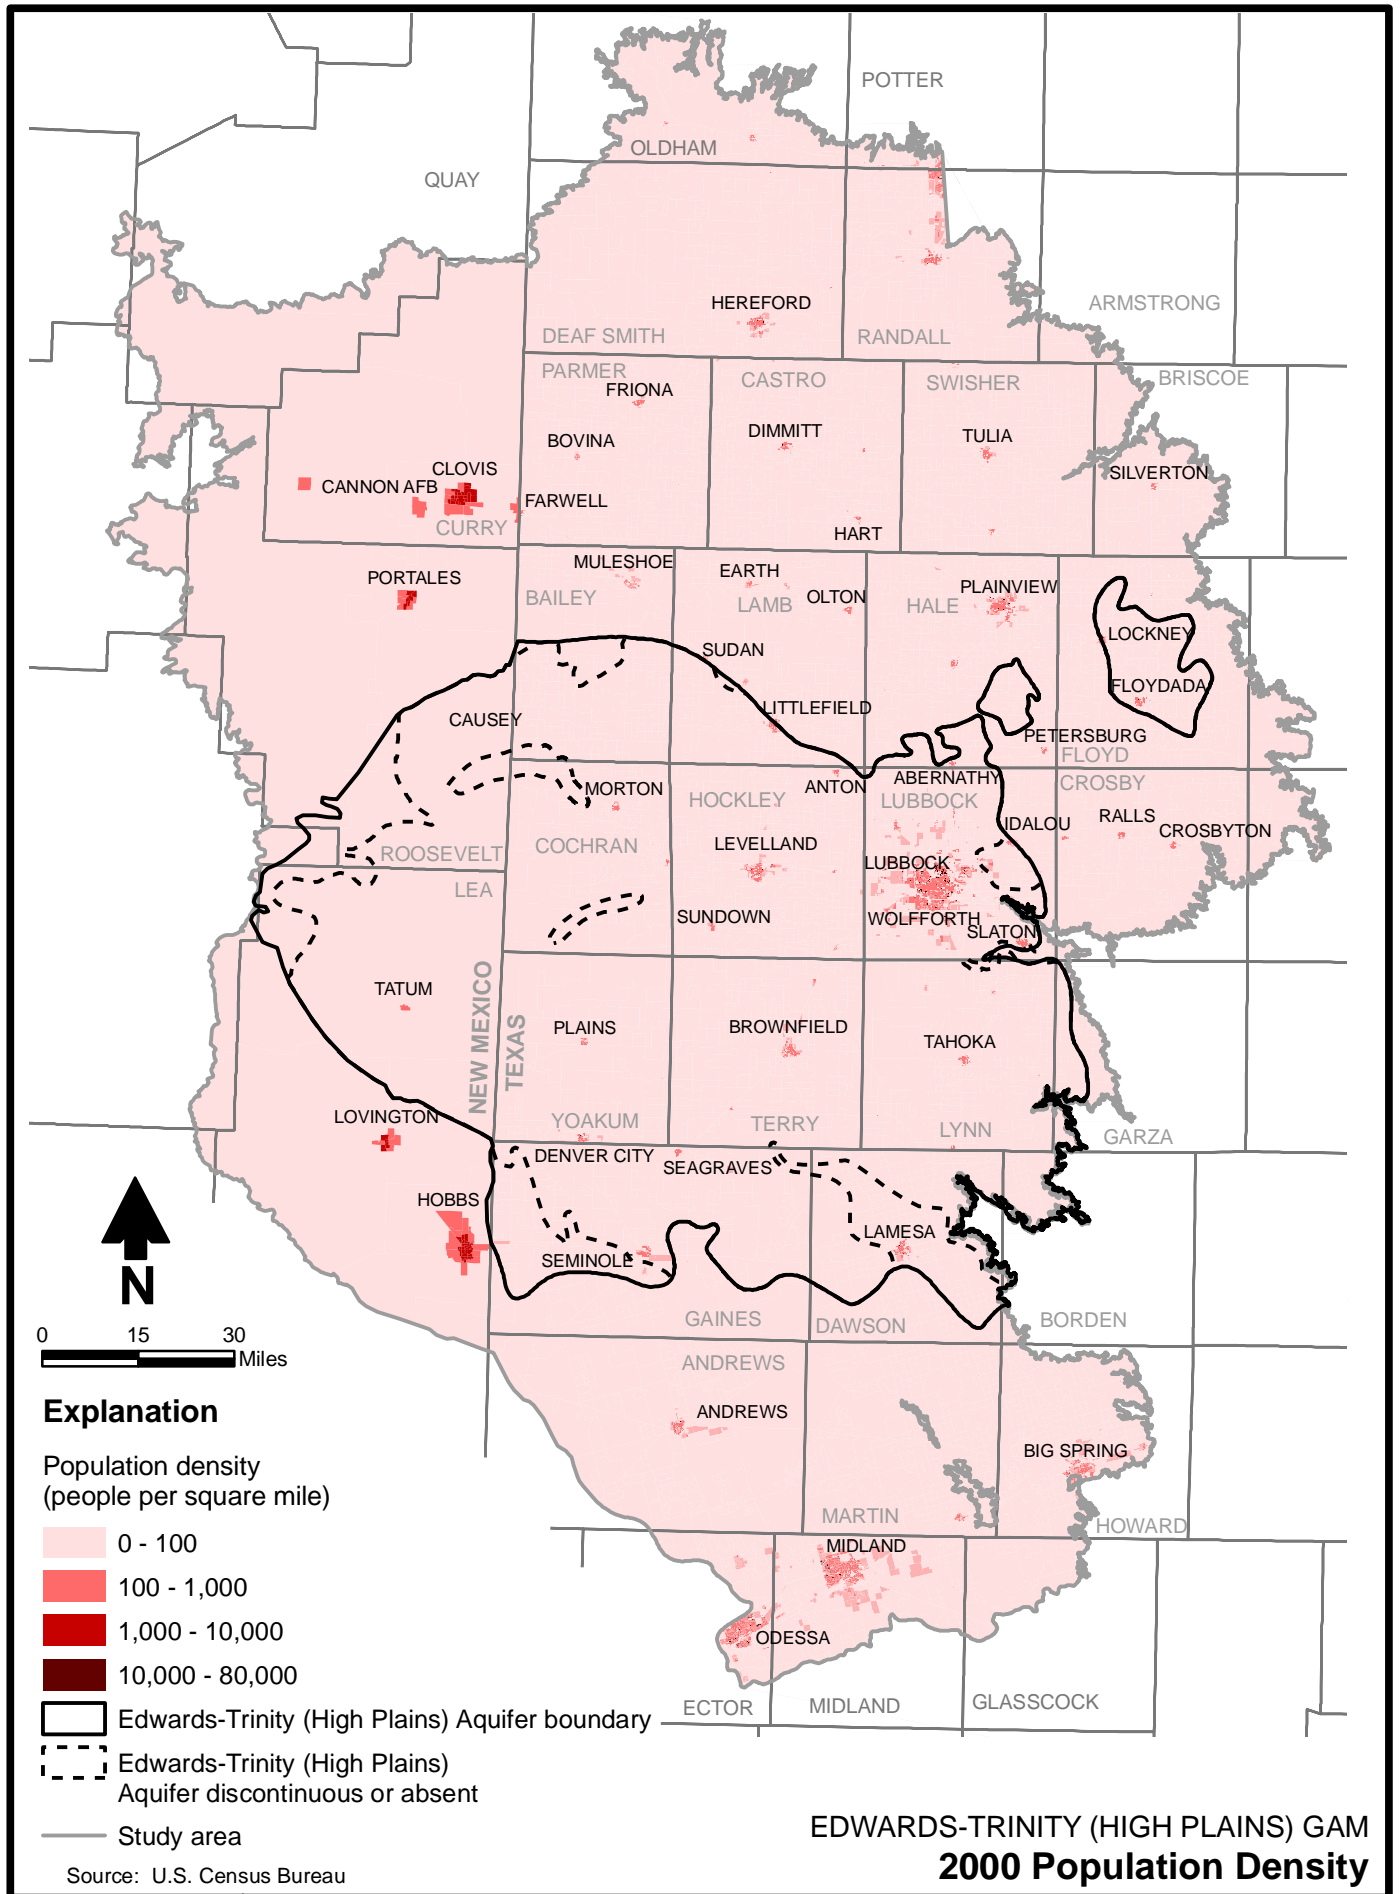 POTTER
OLDHAM
QUAY
HEREFORD
ARMSTRONG
DEAF SMITH
RANDALL
PARMER
FRIONA
CASTRO
SWISHER
BRISCOE
BOVINA
DIMMITT
TULIA
CLOVIS
CANNON AFB
SILVERTON
FARWELL
CURRY
HART
MULESHOE
EARTH
PORTALES
PLAINVIEW
BAILEY
LAMB
OLTON
HALE
LOCKNEY
SUDAN
FLOYDADA
CAUSEY
LITTLEFIELD
PETERSBURG
FLOYD
MORTON
ANTON
ABERNATHY
CROSBY
HOCKLEY
LUBBOCK
RALLS
IDALOU
CROSBYTON
ROOSEVELT
COCHRAN
LEVELLAND
LUBBOCK
LEA
SUNDOWN
WOLFFORTH
SLATON
TATUM
NEW MEXICO
TEXAS
PLAINS
BROWNFIELD
TAHOKA
LOVINGTON
YOAKUM
TERRY
LYNN
GARZA
DENVER CITY
SEAGRAVES
HOBBS
LAMESA
SEMINOLE
N
GAINES
DAWSON
BORDEN
0 15 30
Miles
ANDREWS
Explanation
ANDREWS
BIG SPRING
Population density
(people per square mile)
MARTIN
HOWARD
0 - 100
MIDLAND
100 - 1,000
1,000 - 10,000
ODESSA
10,000 - 80,000
ECTOR
MIDLAND
GLASSCOCK
Edwards-Trinity (High Plains) Aquifer boundary
Edwards-Trinity (High Plains)
Aquifer discontinuous or absent
Study area
EDWARDS-TRINITY (HIGH PLAINS) GAM
2000 Population Density
Source: U.S. Census Bureau